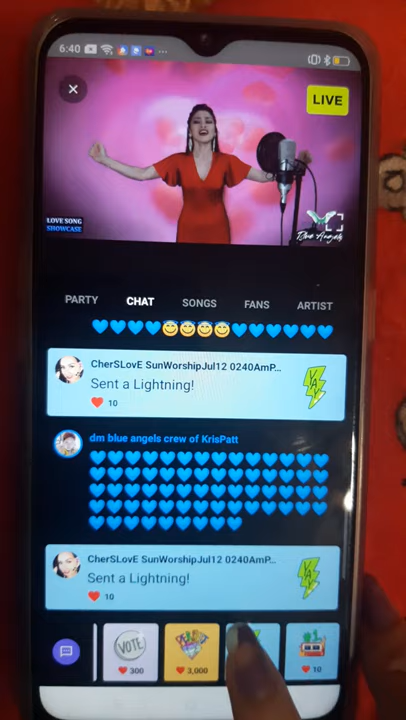 6:40
LIVE
LOVE SONG
SHOWCASE
Blue Angels
PARTY CHAT SONGS FANS ARTIST
CherSLovE SunWorshipJul12 0240AmP...
Sent a Lightning!
10
YAY
dm blue angels crew of KrisPatt
CherSLovE SunWorshipJul12 0240AmP...
Sent a Lightning!
10
YAY
VOTE
300
3,000
#1
10